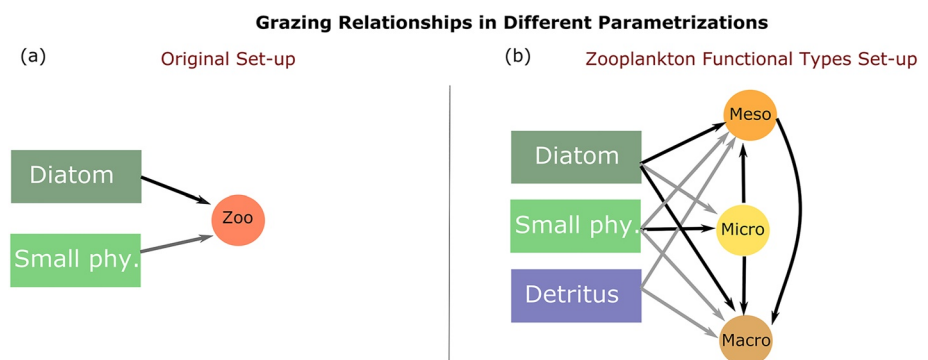 Grazing Relationships in Different Parametrizations
(a)
Original Set-up
Diatom
Small phy.
Zoo
(b)
Zooplankton Functional Types Set-up
Diatom
Small phy.
Detritus
Meso
Micro
Macro